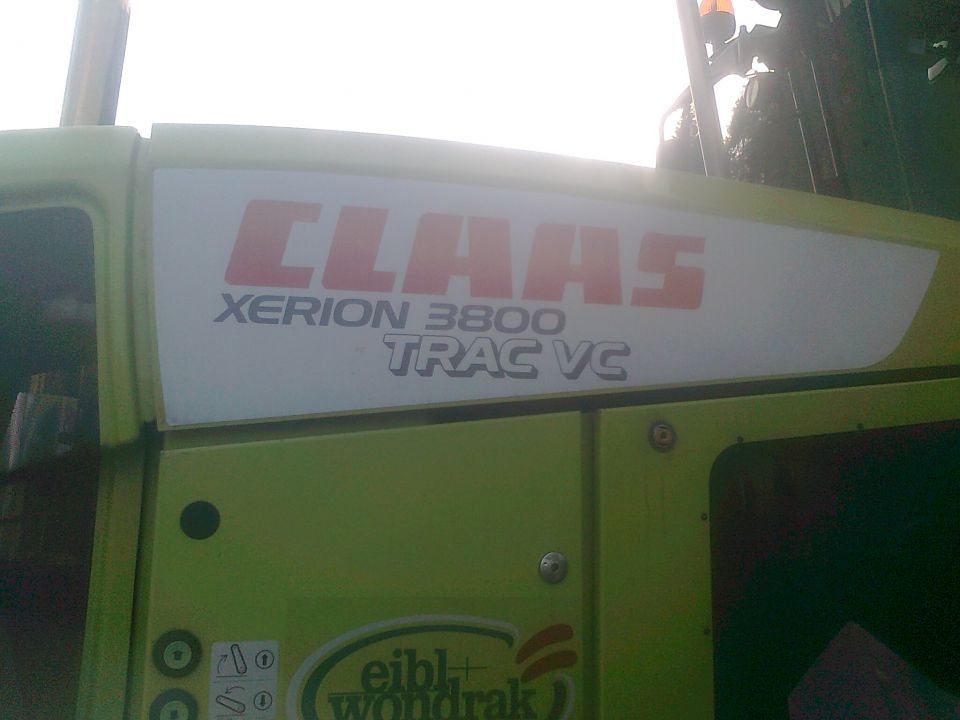 CLAAS
XERION 3800
TRAC VC
eibl+
wondrak